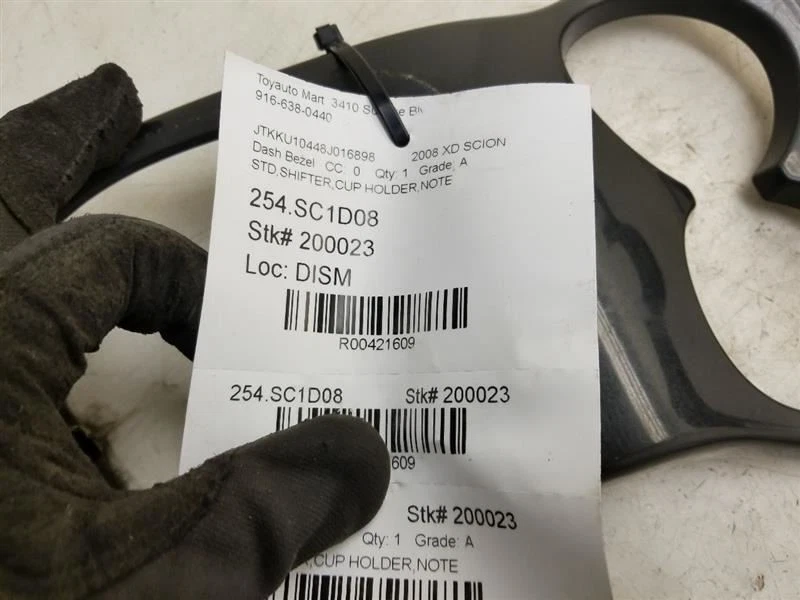 Toyauto Mart 3410
916-638-0440
JTKKU10448J016898 2008 XD SCION
Dash Bezel CC: 0 Qty: 1 Grade: A
STD,SHIFTER,CUP HOLDER,NOTE
254.SC1D08
Stk# 200023
Loc: DISM
R00421609
254.SC1D08 Stk# 200023
609
Stk# 200023
Qty: 1 Grade: A
,CUP HOLDER,NOTE